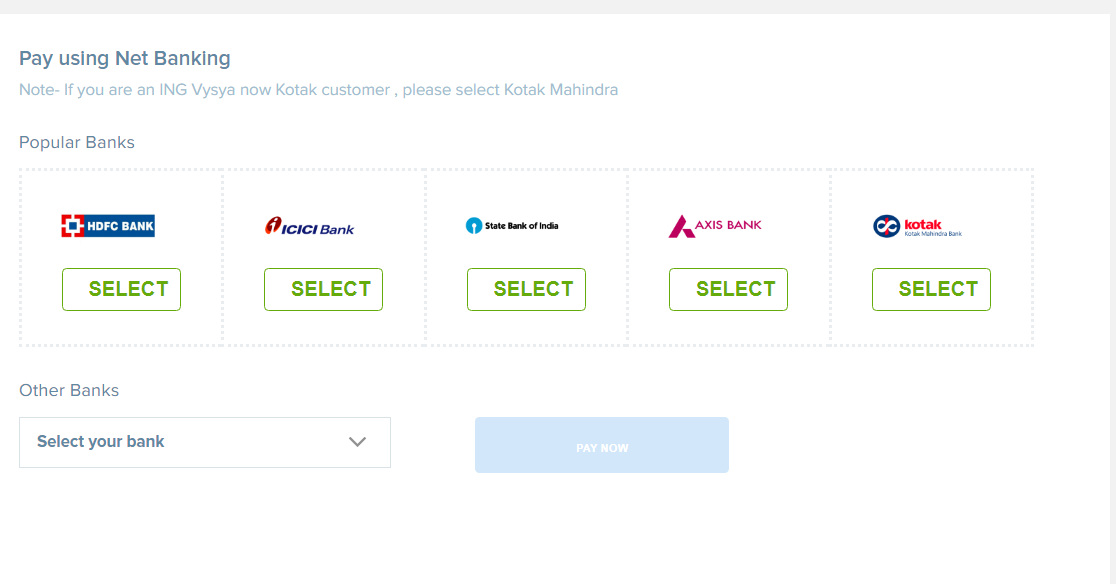 Pay using Net Banking
Note- If you are an ING Vysya now Kotak customer , please select Kotak Mahindra
Popular Banks
HDFC BANK
ICICI Bank
State Bank of India
AXIS BANK
kotak
Kotak Mahindra Bank
SELECT
SELECT
SELECT
SELECT
SELECT
Other Banks
Select your bank
PAY NOW